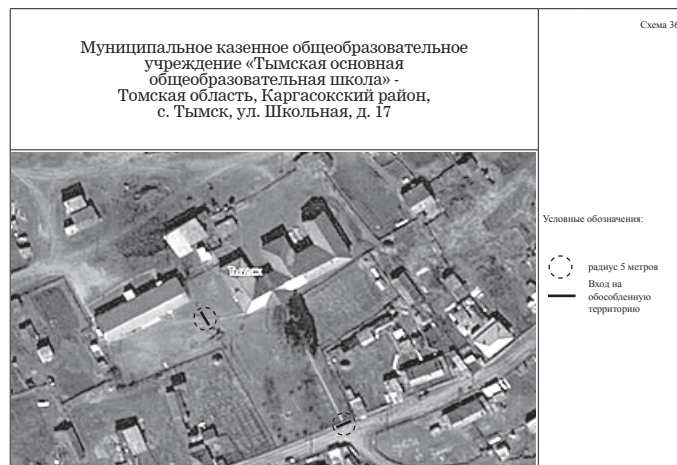 Схема 36
Муниципальное казенное общеобразовательное
учреждение «Тымская основная
общеобразовательная школа» -
Томская область, Каргасокский район,
с. Тымск, ул. Школьная, д. 17
Условные обозначения:
радиус 5 метров
Вход на
обособленную
территорию